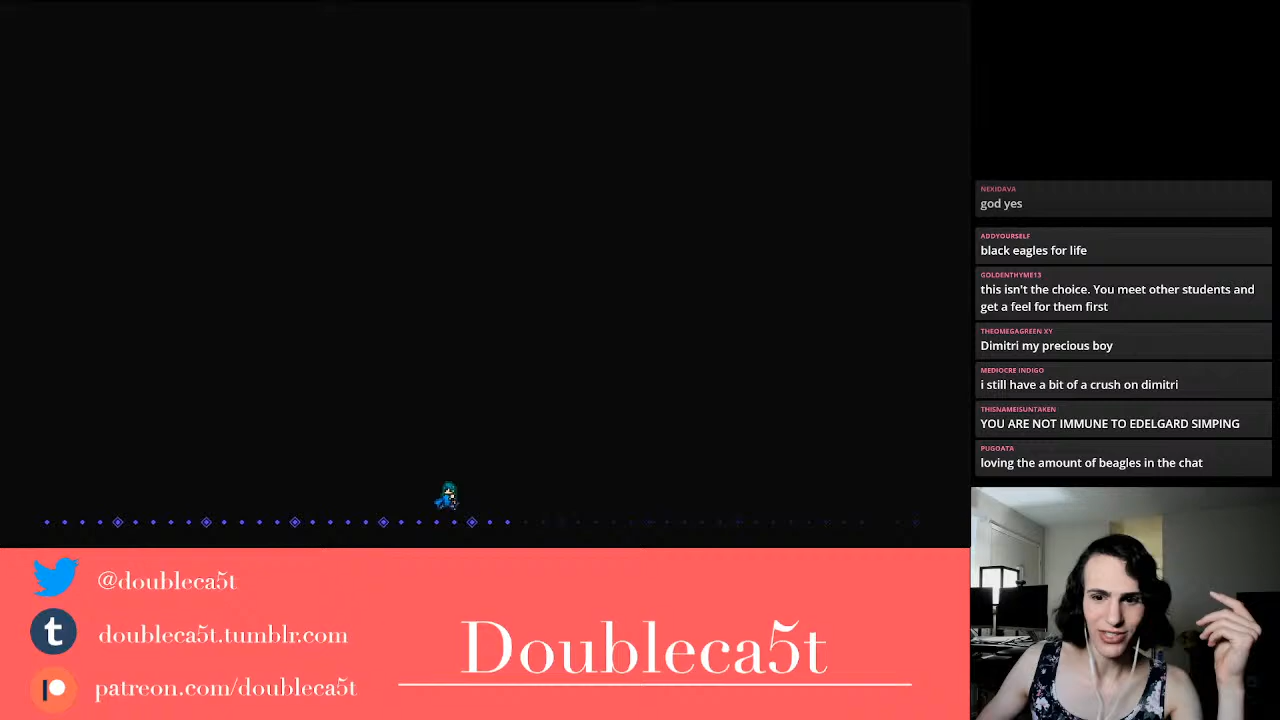 NEXIDAVA
god yes
ADDYOURSELF
black eagles for life
GOLDENTHYME13
this isn't the choice. You meet other students and
get a feel for them first
THEOMEGAGREEN XY
Dimitri my precious boy
MEDIOCRE INDIGO
i still have a bit of a crush on dimitri
THISNAMEISUNTAKEN
YOU ARE NOT IMMUNE TO EDELGARD SIMPING
PUGOATA
loving the amount of beagles in the chat
@doubleca5t
doubleca5t.tumblr.com
patreon.com/doubleca5t
Doubleca5t